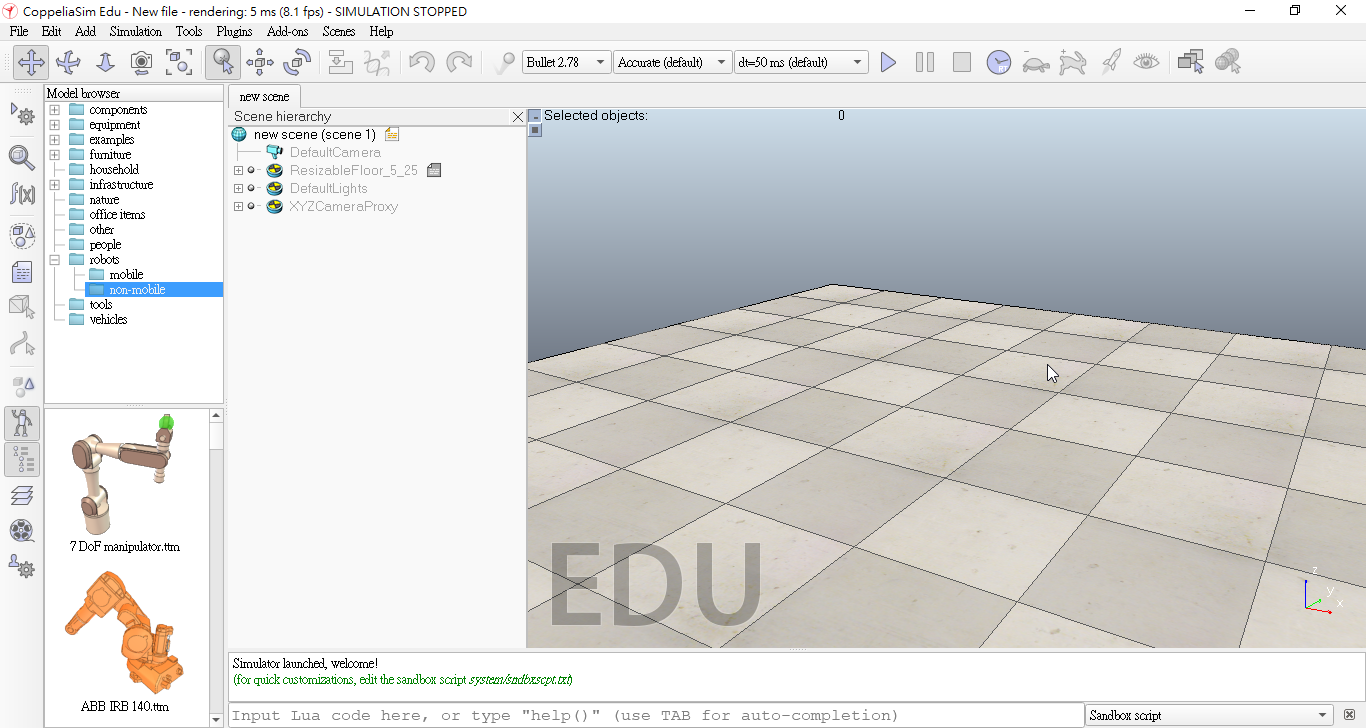 CoppeliaSim Edu - New file - rendering: 5 ms (8.1 fps) - SIMULATION STOPPED
File Edit Add Simulation Tools Plugins Add-ons Scenes Help
Bullet 2.78 Accurate (default) dt=50 ms (default)
RT
Model browser
components
equipment
examples
furniture
household
infrastructure
nature
office items
other
people
robots
mobile
non-mobile
tools
vehicles
7 DoF manipulator.ttm
ABB IRB 140.ttm
f(x)
new scene
Scene hierarchy
new scene (scene 1)
DefaultCamera
ResizableFloor_5_25
DefaultLights
XYZCameraProxy
Selected objects: 0
EDU
z
y
x
Simulator launched, welcome!
(for quick customizations, edit the sandbox script system/sndbxscpt.txt)
Input Lua code here, or type "help()" (use TAB for auto-completion)
Sandbox script